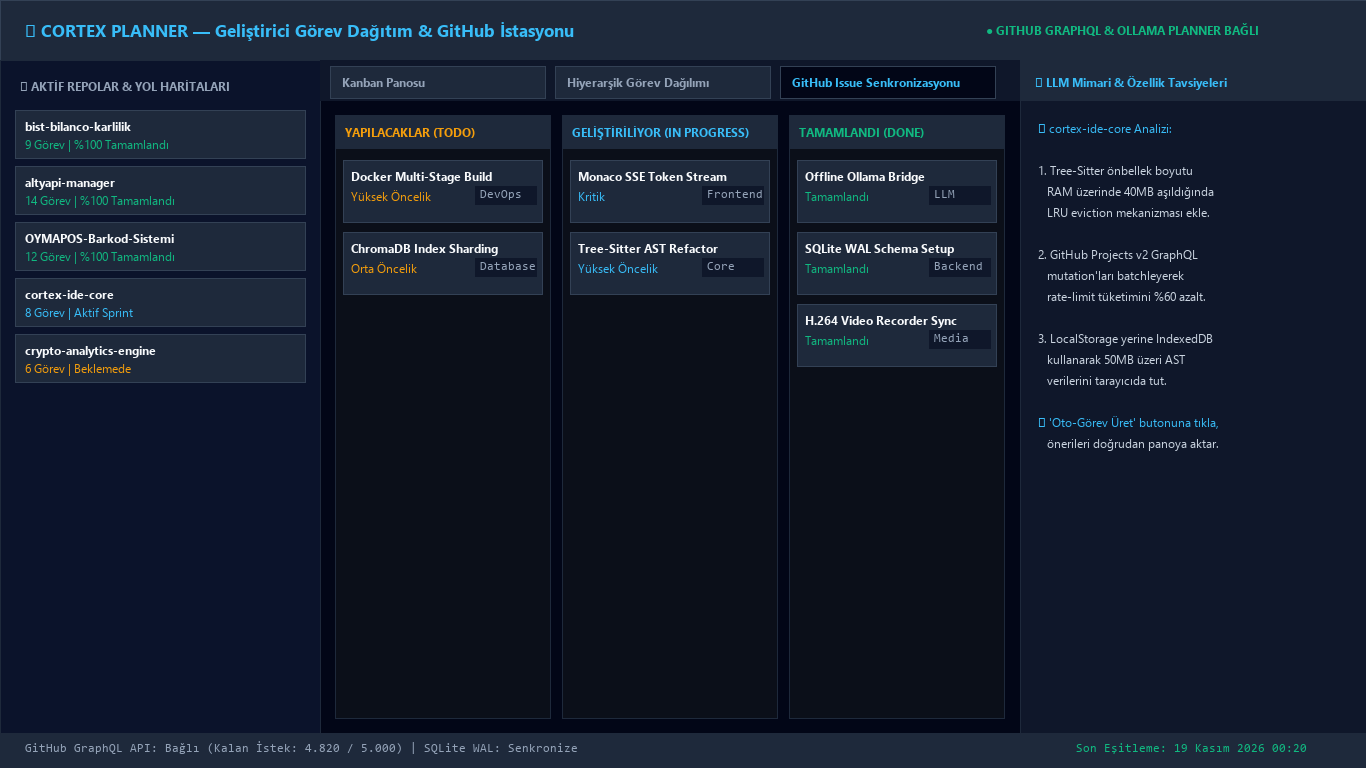 CORTEX PLANNER — Geliştirici Görev Dağıtım & GitHub İstasyonu
● GITHUB GRAPHQL & OLLAMA PLANNER BAĞLI
AKTİF REPOLAR & YOL HARİTALARI
bist-bilanco-karlilik
9 Görev | %100 Tamamlandı
altyapi-manager
14 Görev | %100 Tamamlandı
OYMAPOS-Barkod-Sistemi
12 Görev | %100 Tamamlandı
cortex-ide-core
8 Görev | Aktif Sprint
crypto-analytics-engine
6 Görev | Beklemede
Kanban Panosu
Hiyerarşik Görev Dağılımı
GitHub Issue Senkronizasyonu
YAPILACAKLAR (TODO)
Docker Multi-Stage Build
Yüksek Öncelik
DevOps
ChromaDB Index Sharding
Orta Öncelik
Database
GELİŞTİRİLİYOR (IN PROGRESS)
Monaco SSE Token Stream
Kritik
Frontend
Tree-Sitter AST Refactor
Yüksek Öncelik
Core
TAMAMLANDI (DONE)
Offline Ollama Bridge
Tamamlandı
LLM
SQLite WAL Schema Setup
Tamamlandı
Backend
H.264 Video Recorder Sync
Tamamlandı
Media
LLM Mimari & Özellik Tavsiyeleri
cortex-ide-core Analizi:
1. Tree-Sitter önbellek boyutu
RAM üzerinde 40MB aşıldığında
LRU eviction mekanizması ekle.
2. GitHub Projects v2 GraphQL
mutation'ları batchleyerek
rate-limit tüketimini %60 azalt.
3. LocalStorage yerine IndexedDB
kullanarak 50MB üzeri AST
verilerini tarayıcıda tut.
'Oto-Görev Üret' butonuna tıkla,
önerileri doğrudan panoya aktar.
GitHub GraphQL API: Bağlı (Kalan İstek: 4.820 / 5.000) | SQLite WAL: Senkronize
Son Eşitleme: 19 Kasım 2026 00:20